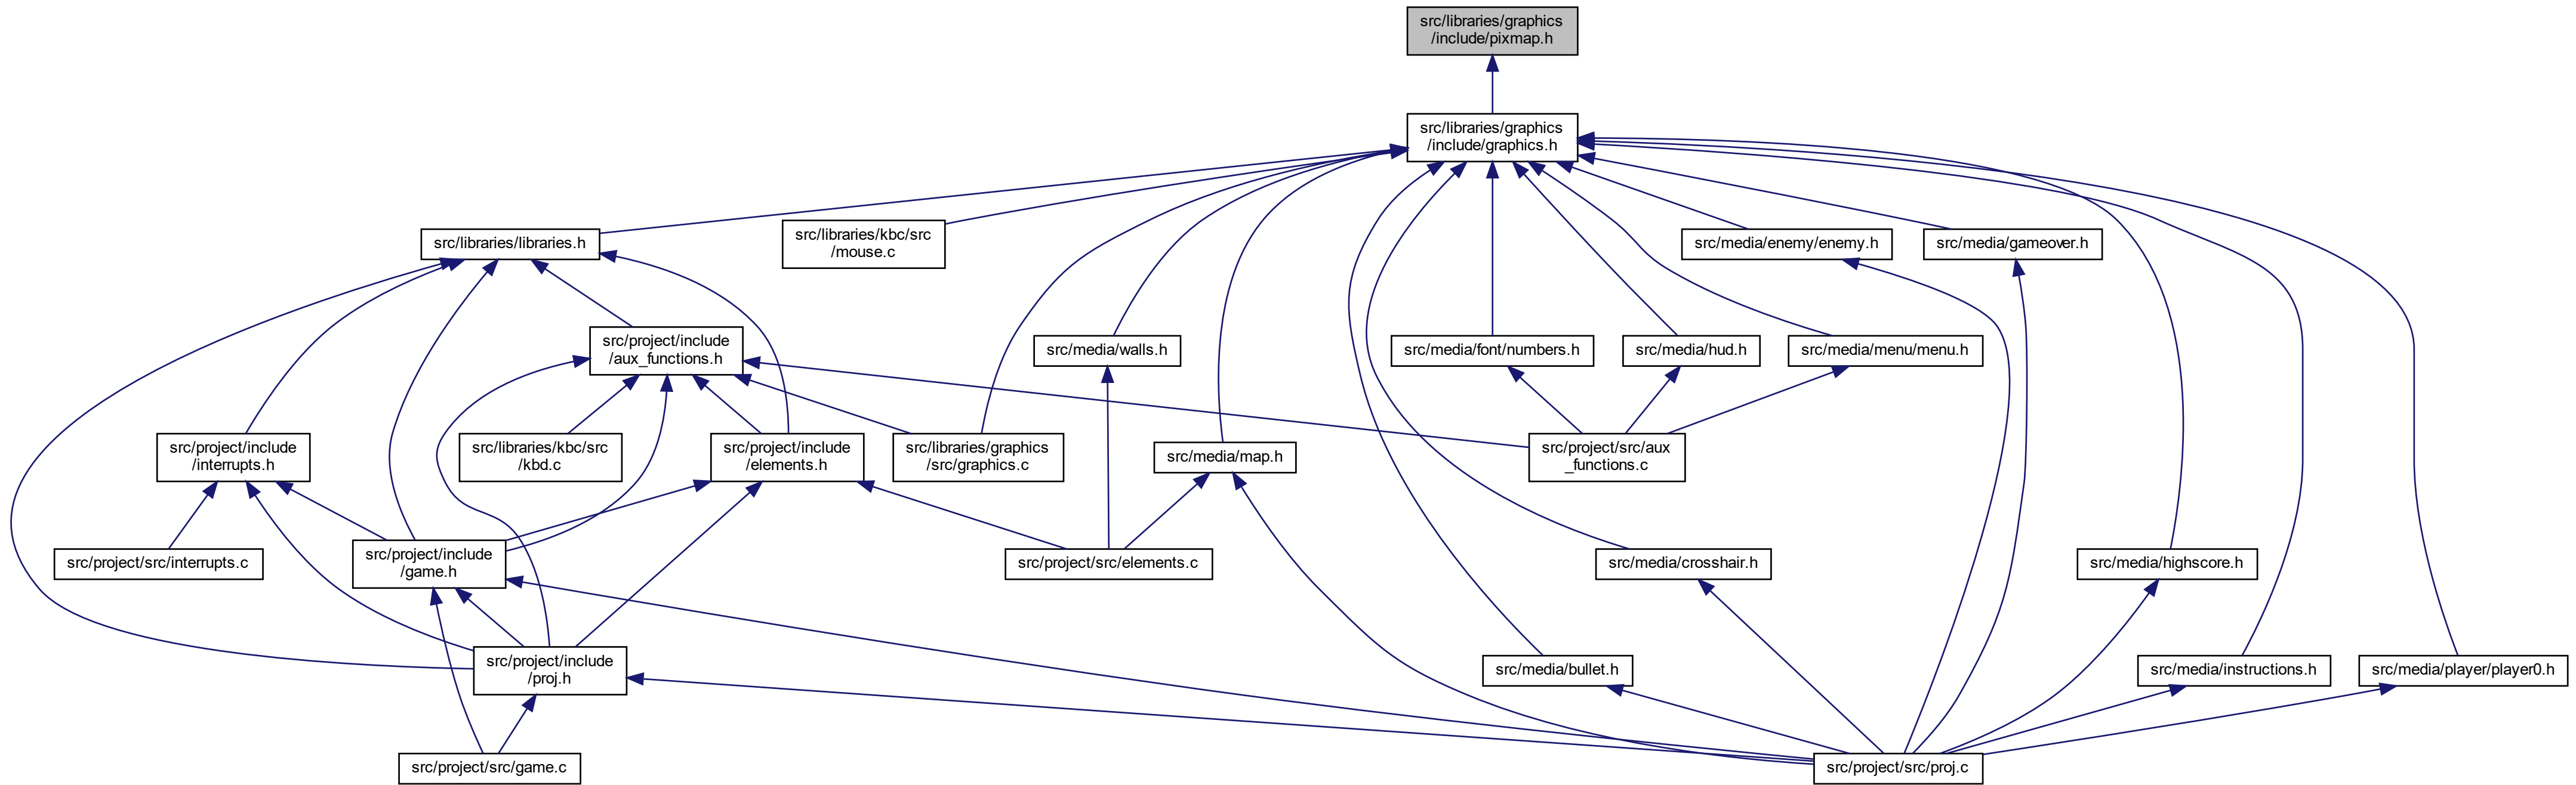 src/libraries/graphics
/include/pixmap.h
src/libraries/graphics
/include/graphics.h
src/libraries/libraries.h
src/libraries/kbc/src
/mouse.c
src/media/enemy/enemy.h
src/media/gameover.h
src/project/include
/aux_functions.h
src/media/walls.h
src/media/font/numbers.h
src/media/hud.h
src/media/menu/menu.h
src/project/include
/interrupts.h
src/libraries/kbc/src
/kbd.c
src/project/include
/elements.h
src/libraries/graphics
/src/graphics.c
src/media/map.h
src/project/src/aux
_functions.c
src/project/src/interrupts.c
src/project/include
/game.h
src/project/src/elements.c
src/media/crosshair.h
src/media/highscore.h
src/project/include
/proj.h
src/media/bullet.h
src/media/instructions.h
src/media/player/player0.h
src/project/src/game.c
src/project/src/proj.c